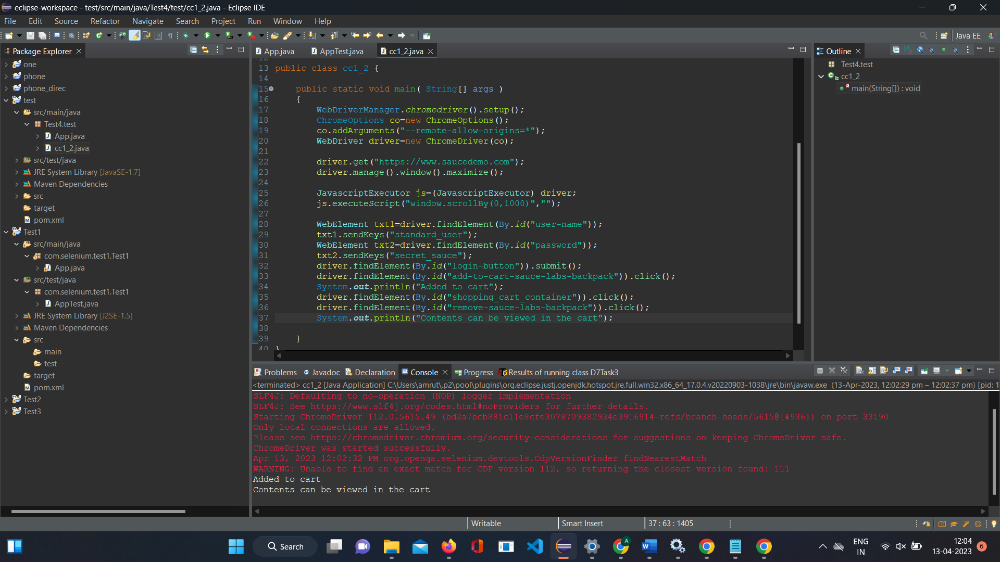 eclipse-workspace - test/src/main/java/Test4/test/cc1_2.java - Eclipse IDE
File Edit Source Refactor Navigate Search Project Run Window Help
Java EE
Package Explorer
one
phone
phone_direc
test
src/main/java
Test4.test
App.java
cc1_2.java
src/test/java
JRE System Library [JavaSE-1.7]
Maven Dependencies
src
target
pom.xml
Test1
src/main/java
com.selenium.test1.Test1
App.java
src/test/java
com.selenium.test1.Test1
AppTest.java
JRE System Library [J2SE-1.5]
Maven Dependencies
src
main
test
target
pom.xml
Test2
Test3
App.java AppTest.java cc1_2.java
12
13 public class cc1_2 {
14
15 public static void main( String[] args )
16 {
17 WebDriverManager.chromedriver().setup();
18 ChromeOptions co=new ChromeOptions();
19 co.addArguments("--remote-allow-origins=*");
20 WebDriver driver=new ChromeDriver(co);
21
22 driver.get("https://www.saucedemo.com");
23 driver.manage().window().maximize();
24
25 JavascriptExecutor js=(JavascriptExecutor) driver;
26 js.executeScript("window.scrollBy(0,1000)","");
27
28 WebElement txt1=driver.findElement(By.id("user-name"));
29 txt1.sendKeys("standard_user");
30 WebElement txt2=driver.findElement(By.id("password"));
31 txt2.sendKeys("secret_sauce");
32 driver.findElement(By.id("login-button")).submit();
33 driver.findElement(By.id("add-to-cart-sauce-labs-backpack")).click();
34 System.out.println("Added to cart");
35 driver.findElement(By.id("shopping_cart_container")).click();
36 driver.findElement(By.id("remove-sauce-labs-backpack")).click();
37 System.out.println("Contents can be viewed in the cart");
38
39 }
40 }
Outline
Test4.test
cc1_2
main(String[]) : void
Problems Javadoc Declaration Console Progress Results of running class D7Task3
<terminated> cc1_2 [Java Application] C:\Users\amrut\.p2\pool\plugins\org.eclipse.justj.openjdk.hotspot.jre.full.win32.x86_64_17.0.4.v20220903-1038\jre\bin\javaw.exe (13-Apr-2023, 12:02:29 pm – 12:02:37 pm) [pid: 1
SLF4J: Defaulting to no-operation (NOP) logger implementation
SLF4J: See https://www.slf4j.org/codes.html#noProviders for further details.
Starting ChromeDriver 112.0.5615.49 (bd2a7bcb881c11e8cfe3078709382934e3916914-refs/branch-heads/5615@{#936}) on port 33190
Only local connections are allowed.
Please see https://chromedriver.chromium.org/security-considerations for suggestions on keeping ChromeDriver safe.
ChromeDriver was started successfully.
Apr 13, 2023 12:02:32 PM org.openqa.selenium.devtools.CdpVersionFinder findNearestMatch
WARNING: Unable to find an exact match for CDP version 112, so returning the closest version found: 111
Added to cart
Contents can be viewed in the cart
Writable Smart Insert 37 : 63 : 1405
Search
A
ENG
IN
12:04
13-04-2023
6